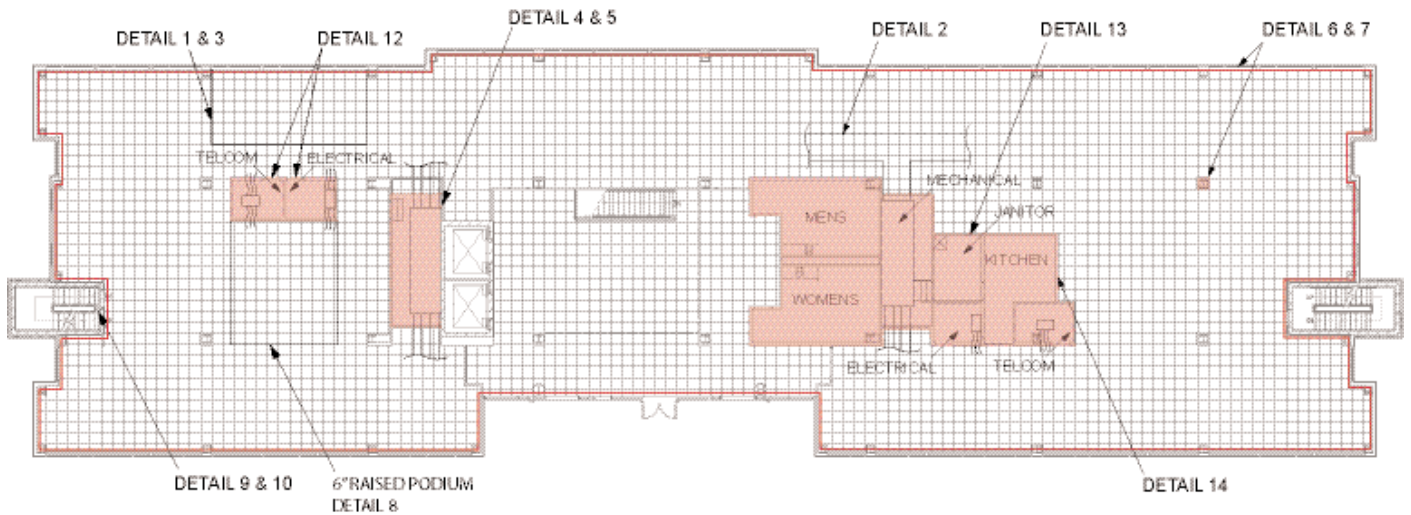 DETAIL 4 & 5
DETAIL 1 & 3
DETAIL 12
DETAIL 2
DETAIL 13
DETAIL 6 & 7
TELCOM
ELECTRICAL
MECHANICAL
JANITOR
MENS
KITCHEN
WOMENS
ELECTRICAL
TELCOM
DETAIL 9 & 10
6"RAISED PODIUM
DETAIL 8
DETAIL 14